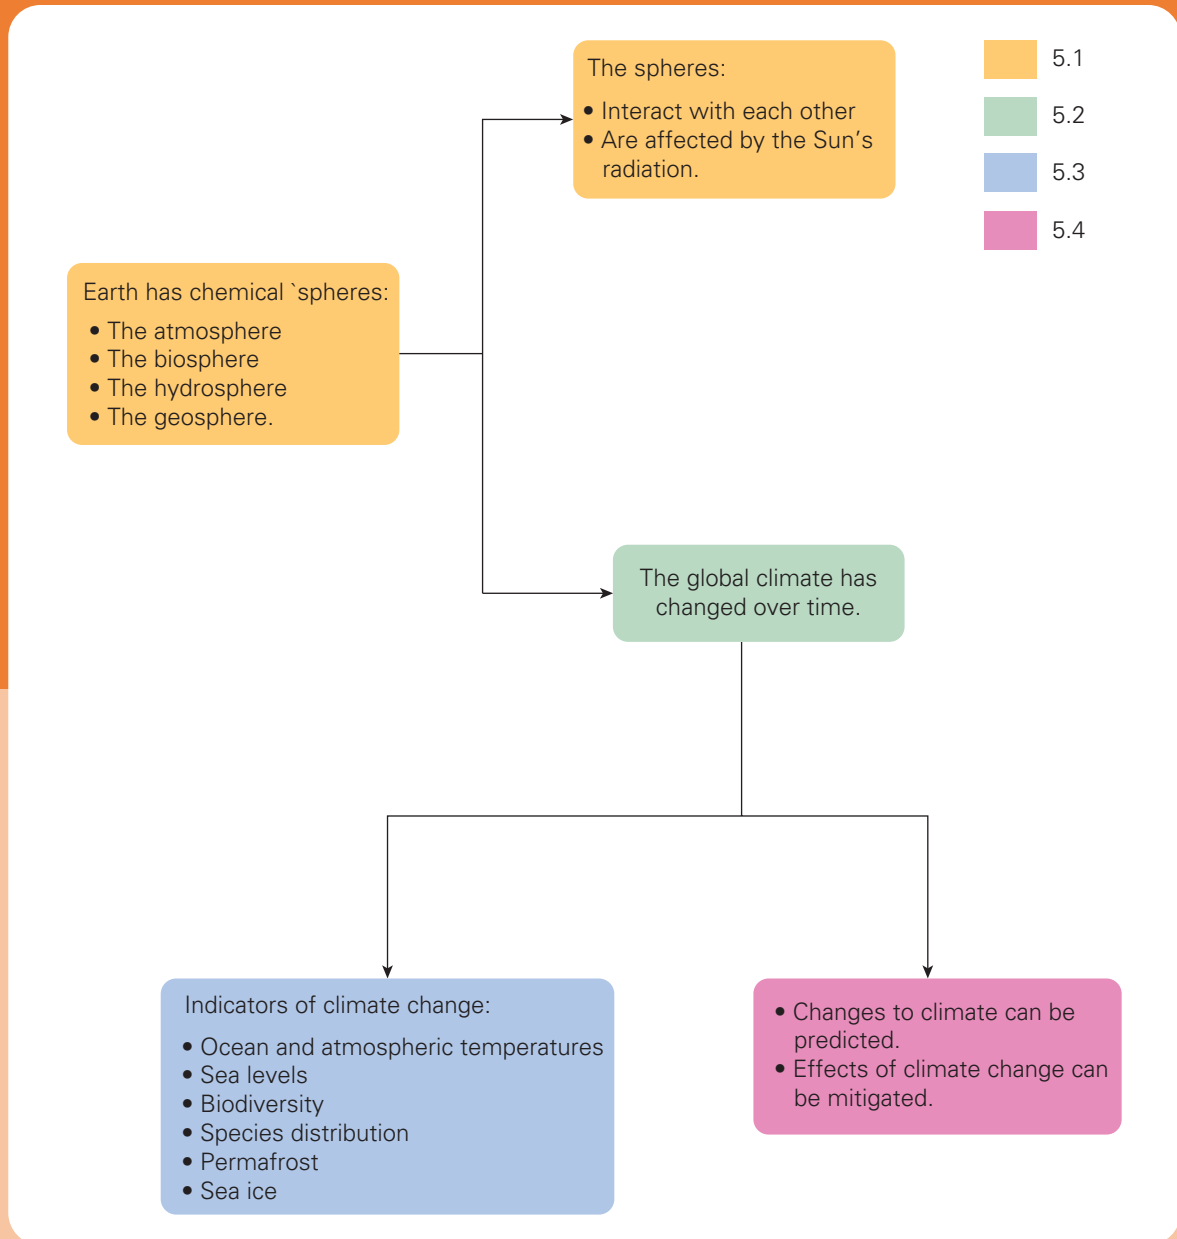 The spheres:
• Interact with each other
• Are affected by the Sun's
radiation.
5.1
5.2
5.3
5.4
Earth has chemical `spheres:
• The atmosphere
• The biosphere
• The hydrosphere
• The geosphere.
The global climate has
changed over time.
Indicators of climate change:
• Ocean and atmospheric temperatures
• Sea levels
• Biodiversity
• Species distribution
• Permafrost
• Sea ice
• Changes to climate can be
predicted.
• Effects of climate change can
be mitigated.